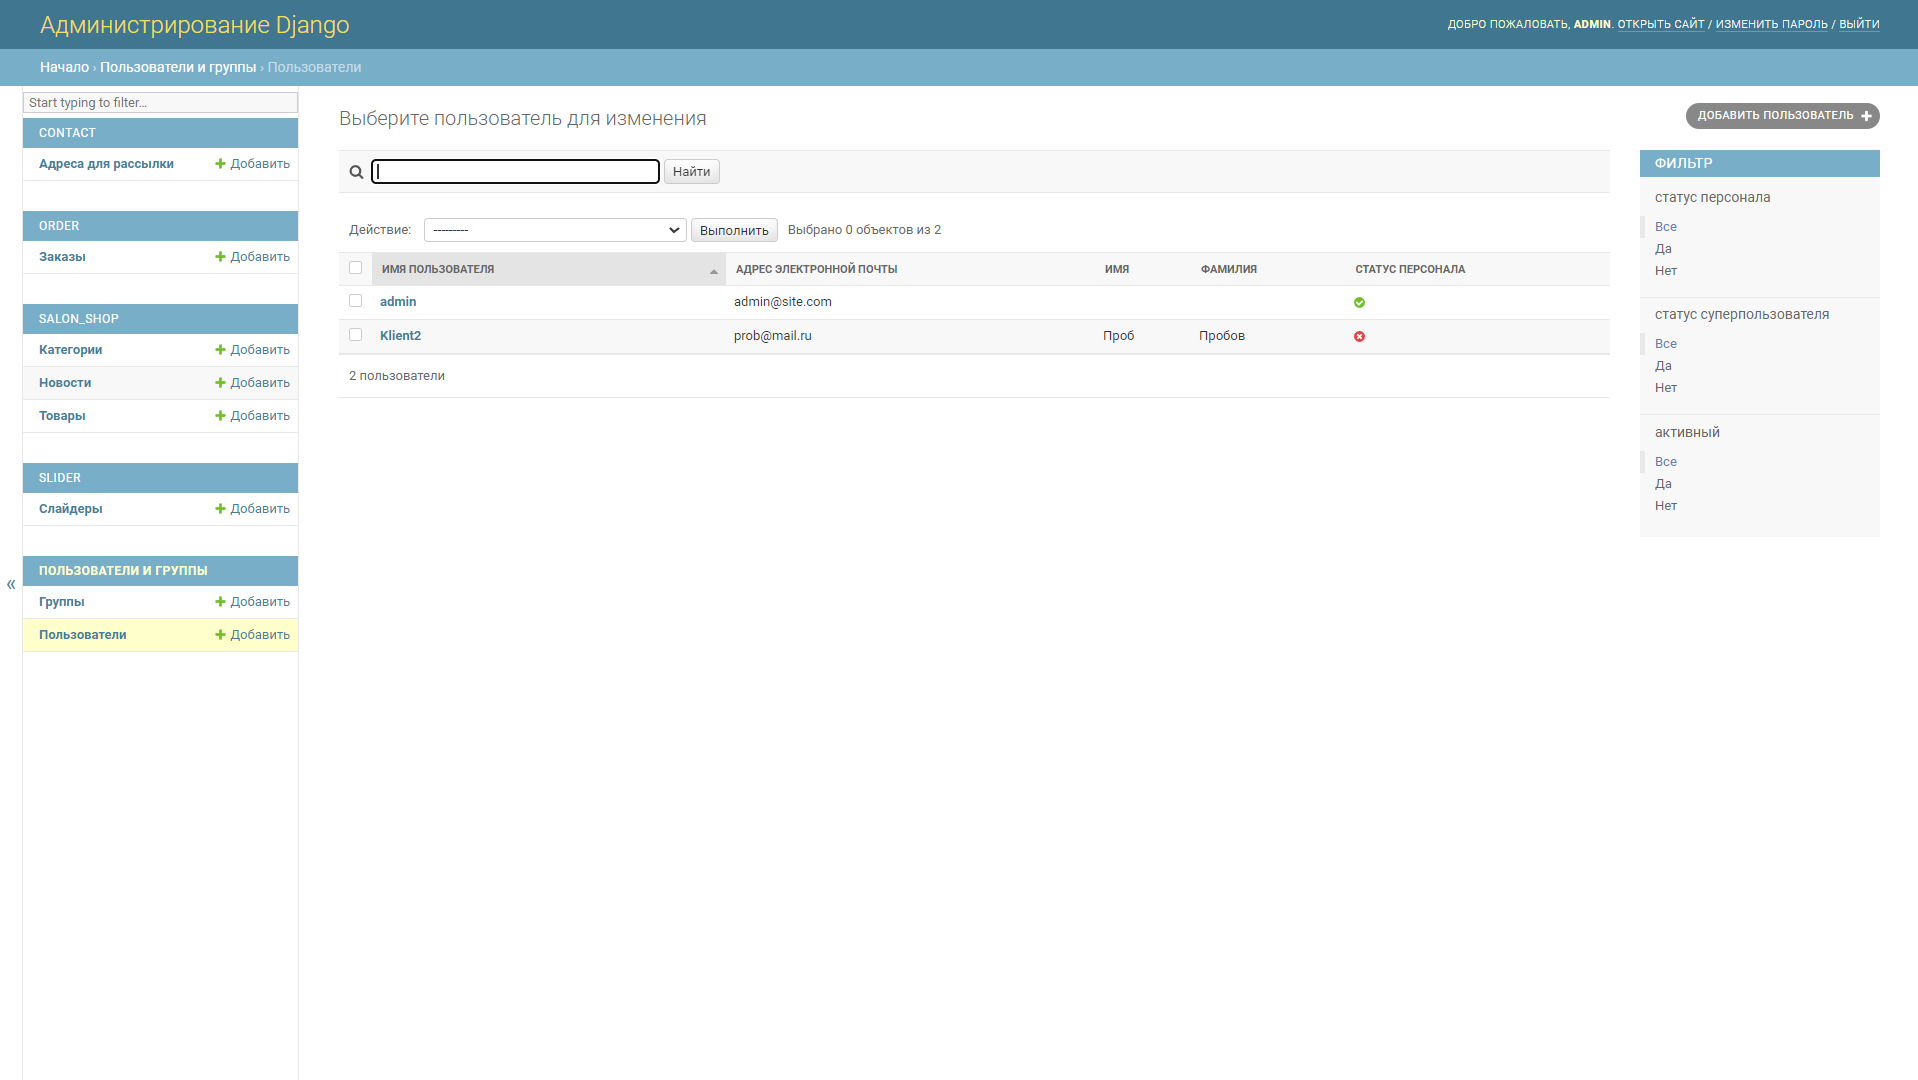 Администрирование Django
ДОБРО ПОЖАЛОВАТЬ, ADMIN. ОТКРЫТЬ САЙТ / ИЗМЕНИТЬ ПАРОЛЬ / ВЫЙТИ
Начало › Пользователи и группы › Пользователи
Start typing to filter...
CONTACT
Адреса для рассылки Добавить
ORDER
Заказы Добавить
SALON_SHOP
Категории Добавить
Новости Добавить
Товары Добавить
SLIDER
Слайдеры Добавить
ПОЛЬЗОВАТЕЛИ И ГРУППЫ
Группы Добавить
Пользователи Добавить
«
Выберите пользователь для изменения
ДОБАВИТЬ ПОЛЬЗОВАТЕЛЬ
Найти
Действие: --------- Выполнить Выбрано 0 объектов из 2
ИМЯ ПОЛЬЗОВАТЕЛЯ АДРЕС ЭЛЕКТРОННОЙ ПОЧТЫ ИМЯ ФАМИЛИЯ СТАТУС ПЕРСОНАЛА
admin admin@site.com
Klient2 prob@mail.ru Проб Пробов
2 пользователи
ФИЛЬТР
статус персонала
Все
Да
Нет
статус суперпользователя
Все
Да
Нет
активный
Все
Да
Нет